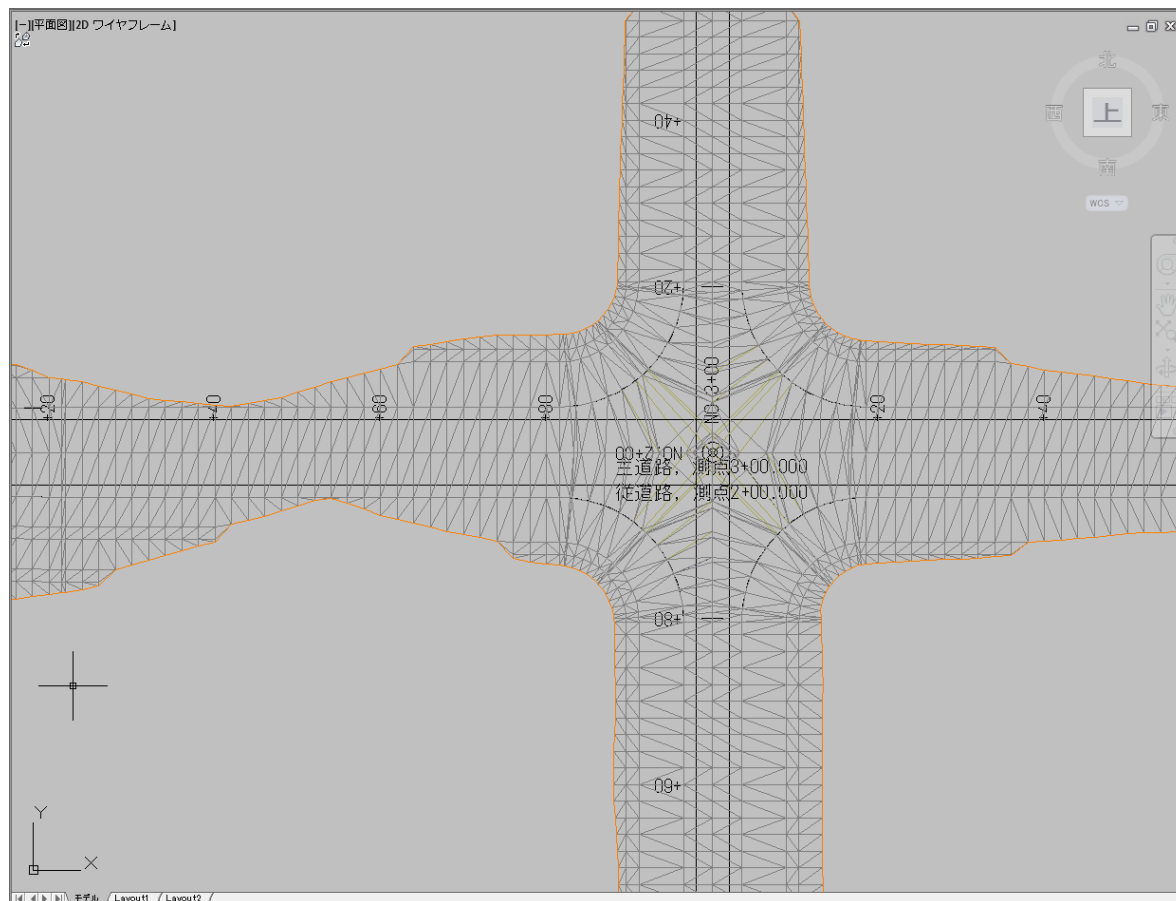 [-][平面図][2D ワイヤフレーム]
北
西
上
東
南
WCS
+40
+20
NO.3+00
+20
+40
+60
+80
+20
+40
NO.2+00
主道路, 測点3+00.000
従道路, 測点2+00.000
+80
+60
Y
X
モデル
Layout1
Layout2